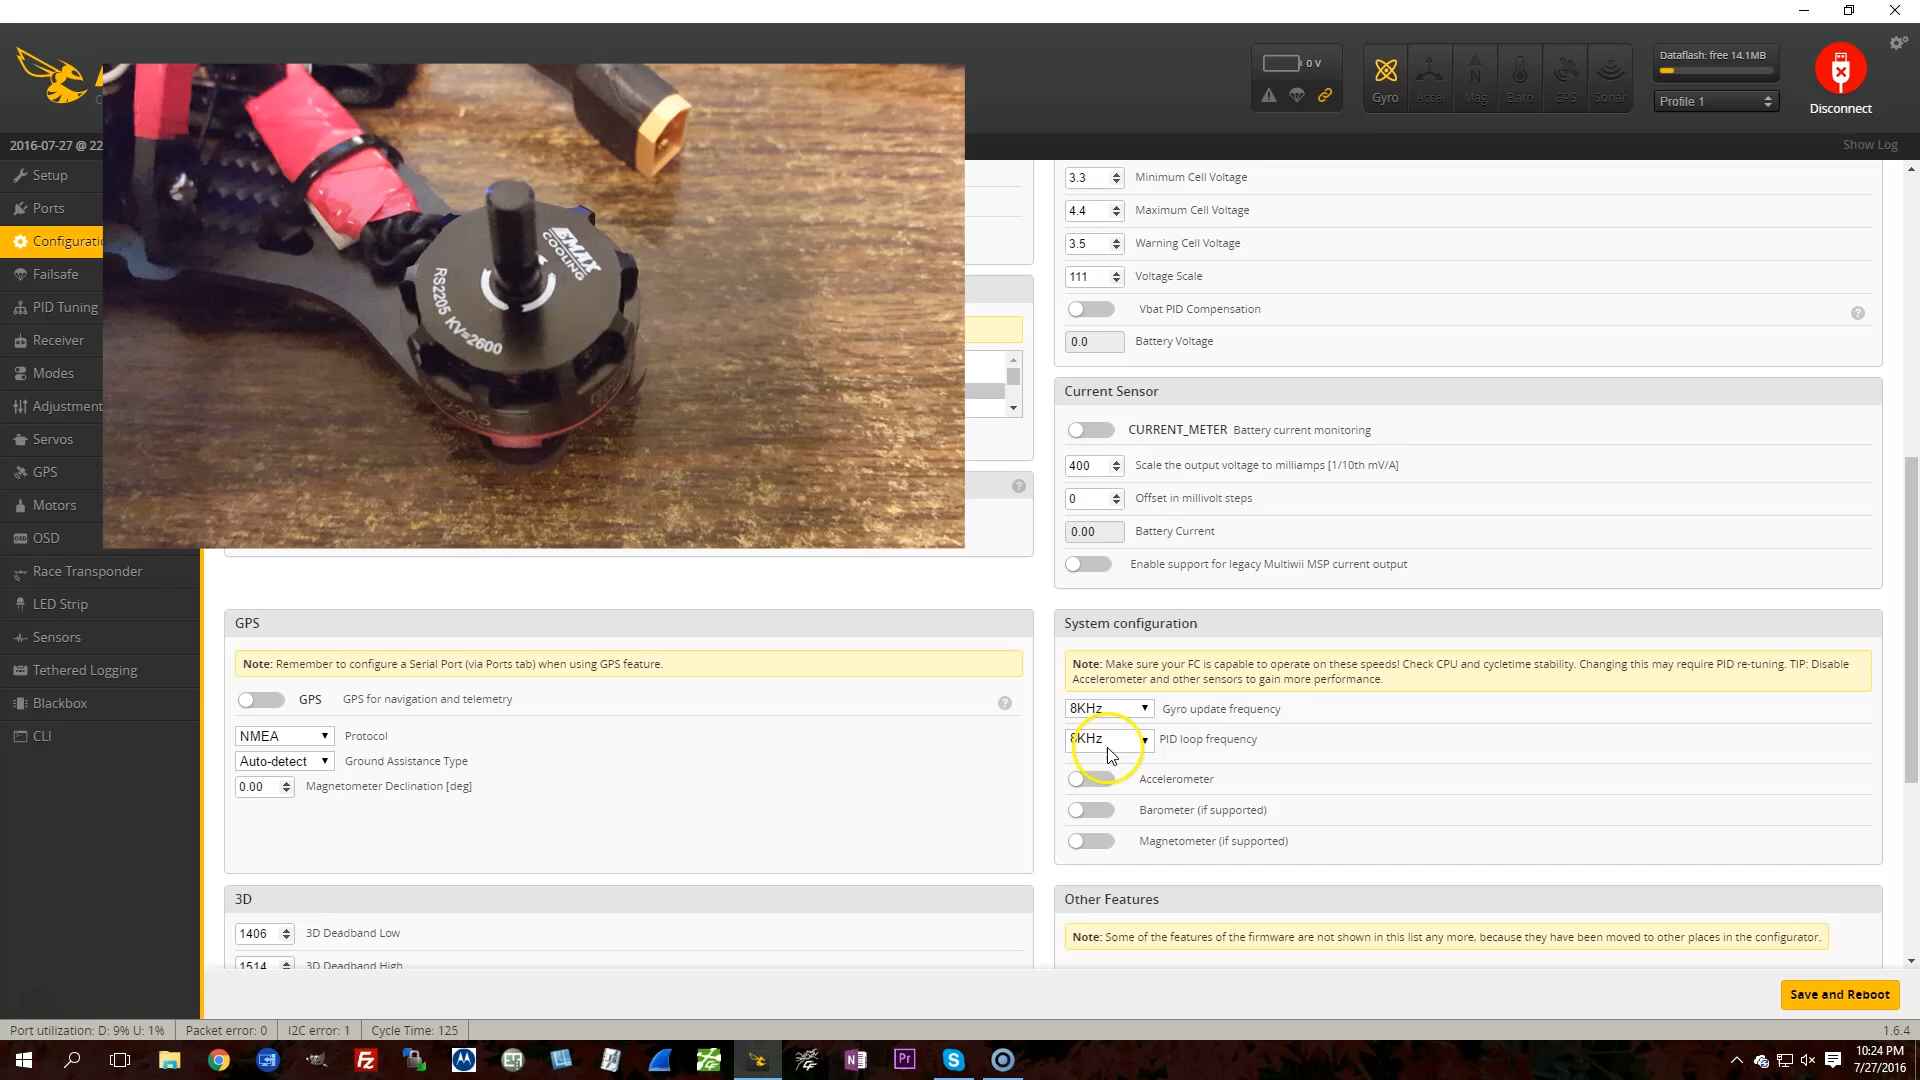 0 V
Gyro
Accel
Mag
Baro
GPS
Sonar
Dataflash: free 14.1MB
Profile 1
Disconnect
2016-07-27 @ 22
Show Log
Setup
Ports
Configuratio
Failsafe
PID Tuning
Receiver
Modes
Adjustment
Servos
GPS
Motors
OSD
Race Transponder
LED Strip
Sensors
Tethered Logging
Blackbox
CLI
EMAX
COOLING
RS2205 KV=2600
2205
3.3 Minimum Cell Voltage
4.4 Maximum Cell Voltage
3.5 Warning Cell Voltage
111 Voltage Scale
Vbat PID Compensation
0.0 Battery Voltage
Current Sensor
CURRENT_METER Battery current monitoring
400 Scale the output voltage to milliamps [1/10th mV/A]
0 Offset in millivolt steps
0.00 Battery Current
Enable support for legacy Multiwii MSP current output
GPS
Note: Remember to configure a Serial Port (via Ports tab) when using GPS feature.
GPS GPS for navigation and telemetry
NMEA Protocol
Auto-detect Ground Assistance Type
0.00 Magnetometer Declination [deg]
System configuration
Note: Make sure your FC is capable to operate on these speeds! Check CPU and cycletime stability. Changing this may require PID re-tuning. TIP: Disable
Accelerometer and other sensors to gain more performance.
8KHz Gyro update frequency
8KHz PID loop frequency
Accelerometer
Barometer (if supported)
Magnetometer (if supported)
3D
1406 3D Deadband Low
1514 3D Deadband High
Other Features
Note: Some of the features of the firmware are not shown in this list any more, because they have been moved to other places in the configurator.
Save and Reboot
Port utilization: D: 9% U: 1% Packet error: 0 I2C error: 1 Cycle Time: 125 1.6.4
10:24 PM
7/27/2016